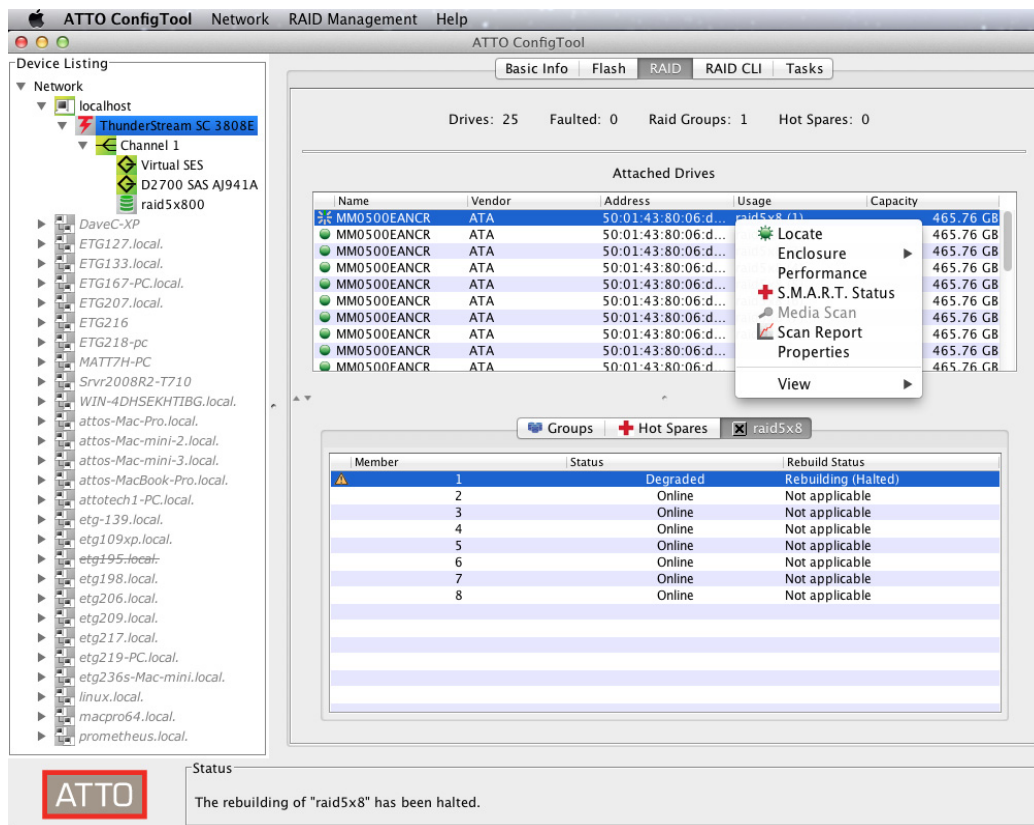 ATTO ConfigTool Network RAID Management Help
ATTO ConfigTool
Device Listing
Network
localhost
ThunderStream SC 3808E
Channel 1
Virtual SES
D2700 SAS AJ941A
raid5x800
DaveC-XP
ETG127.local.
ETG133.local.
ETG167-PC.local.
ETG207.local.
ETG216
ETG218-pc
MATT7H-PC
Srvr2008R2-T710
WIN-4DHSEKHTIBG.local.
attos-Mac-Pro.local.
attos-Mac-mini-2.local.
attos-Mac-mini-3.local.
attos-MacBook-Pro.local.
attotech1-PC.local.
etg-139.local.
etg109xp.local.
etg195.local.
etg198.local.
etg206.local.
etg209.local.
etg217.local.
etg219-PC.local.
etg236s-Mac-mini.local.
linux.local.
macpro64.local.
prometheus.local.
Basic Info Flash RAID RAID CLI Tasks
Drives: 25 Faulted: 0 Raid Groups: 1 Hot Spares: 0
Attached Drives
Name Vendor Address Usage Capacity
MM0500EANCR ATA 50:01:43:80:06:d... raid5x8 (1) 465.76 GB
MM0500EANCR ATA 50:01:43:80:06:d... 465.76 GB
MM0500EANCR ATA 50:01:43:80:06:d... 465.76 GB
MM0500EANCR ATA 50:01:43:80:06:d... 465.76 GB
MM0500EANCR ATA 50:01:43:80:06:d... 465.76 GB
MM0500EANCR ATA 50:01:43:80:06:d... 465.76 GB
MM0500EANCR ATA 50:01:43:80:06:d... 465.76 GB
MM0500EANCR ATA 50:01:43:80:06:d... 465.76 GB
MM0500EANCR ATA 50:01:43:80:06:d... 465.76 GB
MM0500EANCR ATA 50:01:43:80:06:d... 465.76 GB
Locate
Enclosure
Performance
S.M.A.R.T. Status
Media Scan
Scan Report
Properties
View
Groups Hot Spares raid5x8
Member Status Rebuild Status
1 Degraded Rebuilding (Halted)
2 Online Not applicable
3 Online Not applicable
4 Online Not applicable
5 Online Not applicable
6 Online Not applicable
7 Online Not applicable
8 Online Not applicable
ATTO
Status
The rebuilding of "raid5x8" has been halted.